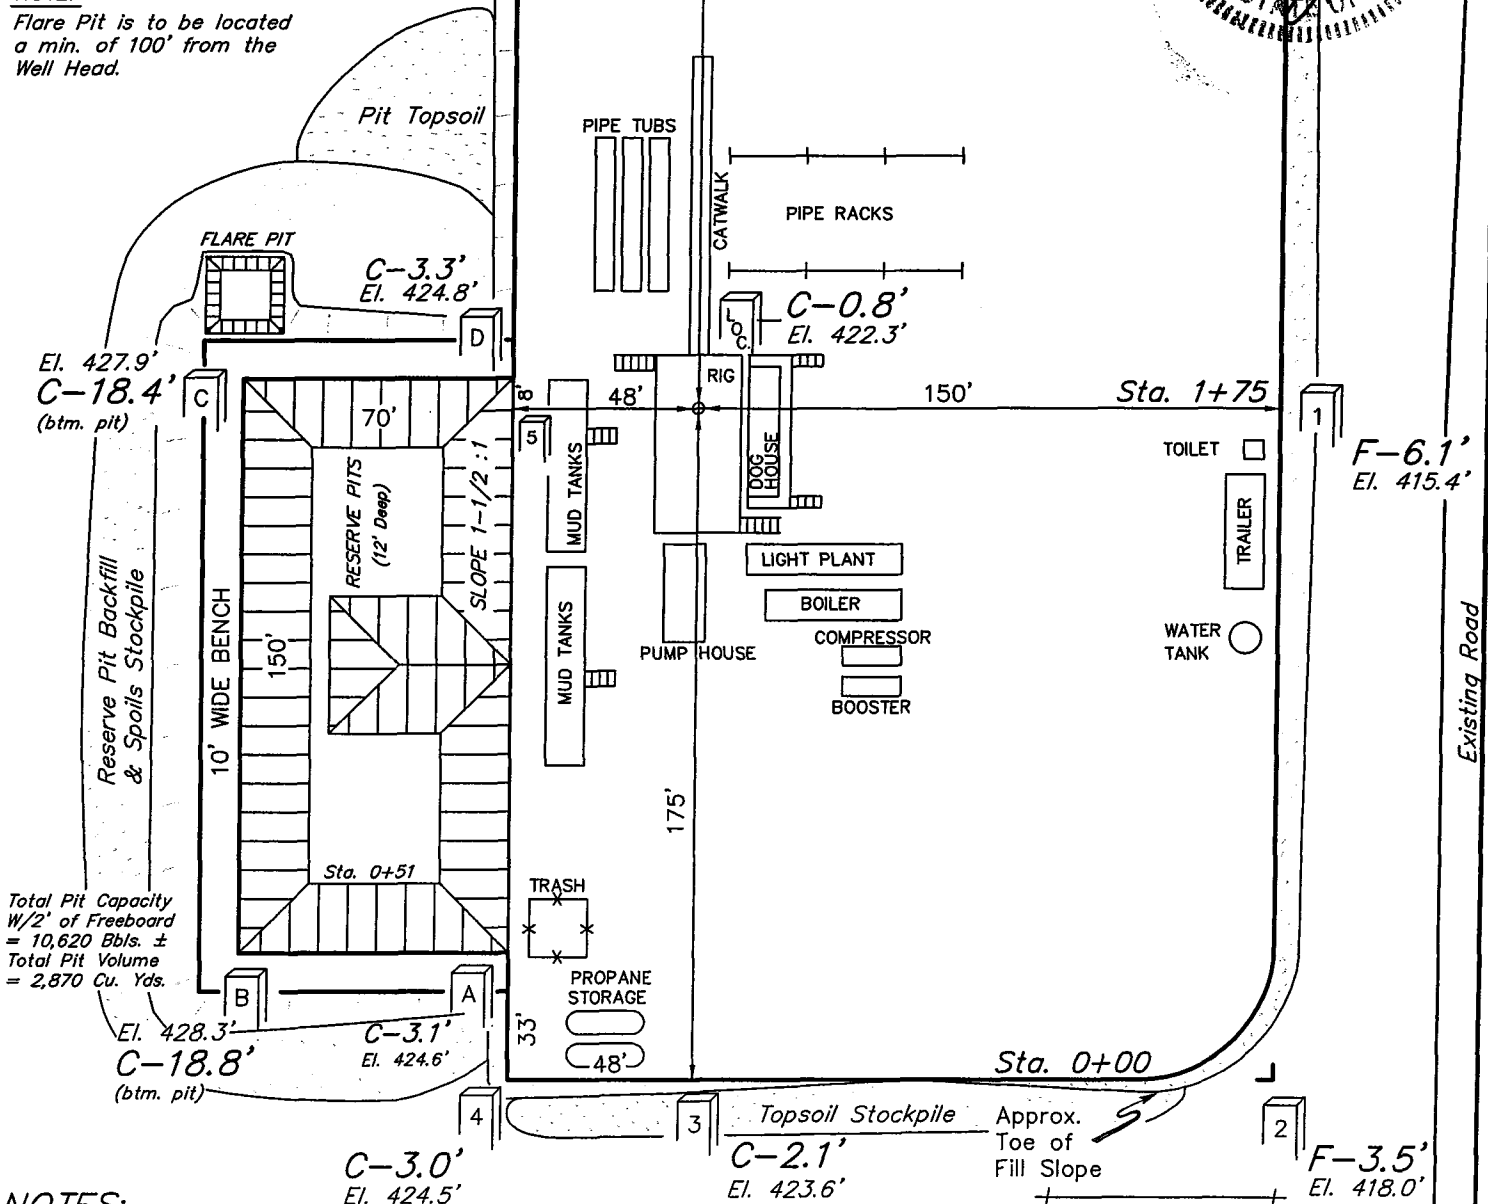 Flare Pit is to be located
a min. of 100' from the
Well Head.
Pit Topsoil
PIPE TUBS
CATWALK
PIPE RACKS
FLARE PIT
C-3.3'
El. 424.8'
D
LOC.
C-0.8'
El. 422.3'
El. 427.9'
C-18.4'
(btm. pit)
C
RIG
8'
48'
150'
Sta. 1+75
1
70'
5
TOILET
F-6.1'
El. 415.4'
RESERVE PITS
(12' Deep)
SLOPE 1-1/2 :1
MUD TANKS
DOG
HOUSE
TRAILER
LIGHT PLANT
BOILER
COMPRESSOR
PUMP HOUSE
BOOSTER
WATER
TANK
Reserve Pit Backfill
& Spoils Stockpile
10' WIDE BENCH
150'
MUD TANKS
Existing Road
175'
Sta. 0+51
TRASH
Total Pit Capacity
W/2' of Freeboard
= 10,620 Bbls. ±
Total Pit Volume
= 2,870 Cu. Yds.
PROPANE
STORAGE
B
A
El. 428.3'
C-18.8'
(btm. pit)
C-3.1'
El. 424.6'
33'
48'
Sta. 0+00
4
3
Topsoil Stockpile
Approx.
Toe of
Fill Slope
2
C-3.0'
El. 424.5'
C-2.1'
El. 423.6'
F-3.5'
El. 418.0'
NOTES: